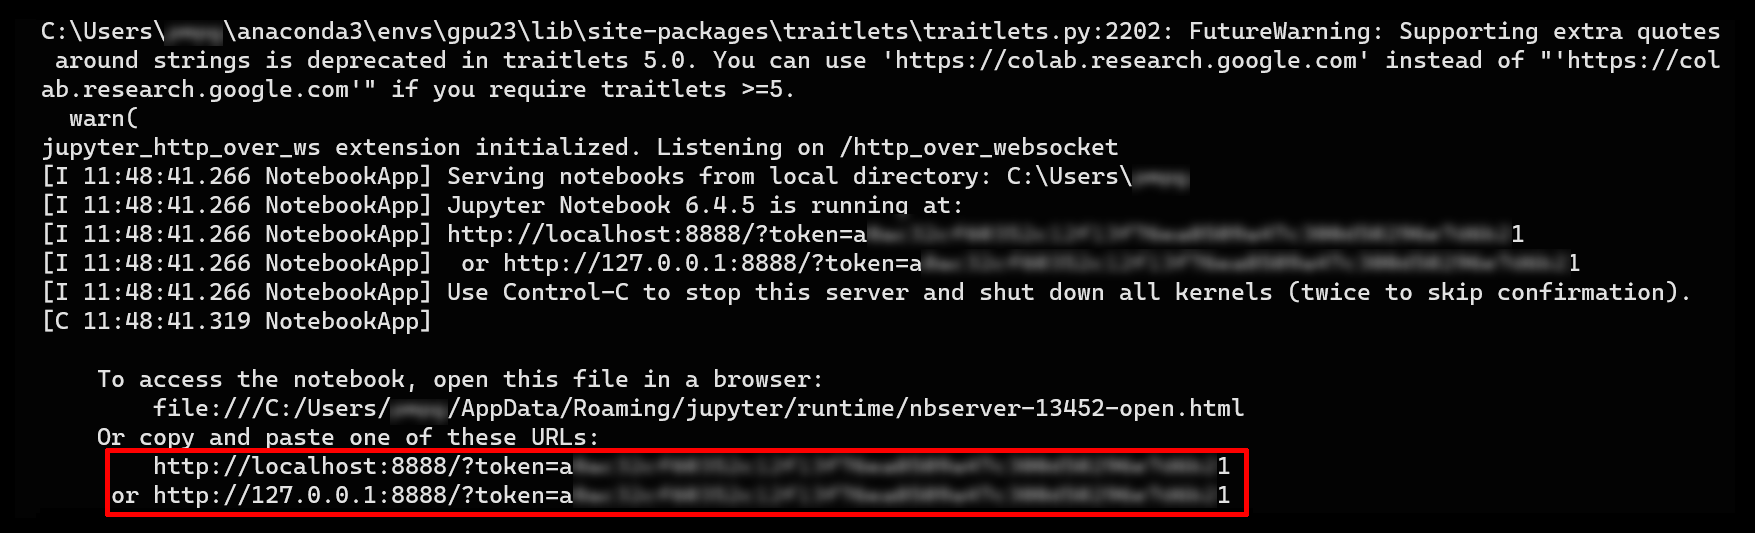 C:\Users\ \anaconda3\envs\gpu23\lib\site-packages\traitlets\traitlets.py:2202: FutureWarning: Supporting extra quotes
 around strings is deprecated in traitlets 5.0. You can use 'https://colab.research.google.com' instead of "'https://col
ab.research.google.com'" if you require traitlets >=5.
  warn(
jupyter_http_over_ws extension initialized. Listening on /http_over_websocket
[I 11:48:41.266 NotebookApp] Serving notebooks from local directory: C:\Users\
[I 11:48:41.266 NotebookApp] Jupyter Notebook 6.4.5 is running at:
[I 11:48:41.266 NotebookApp] http://localhost:8888/?token=a 1
[I 11:48:41.266 NotebookApp]  or http://127.0.0.1:8888/?token=a 1
[I 11:48:41.266 NotebookApp] Use Control-C to stop this server and shut down all kernels (twice to skip confirmation).
[C 11:48:41.319 NotebookApp]
    To access the notebook, open this file in a browser:
        file:///C:/Users/ /AppData/Roaming/jupyter/runtime/nbserver-13452-open.html
    Or copy and paste one of these URLs:
        http://localhost:8888/?token=a 1
     or http://127.0.0.1:8888/?token=a 1